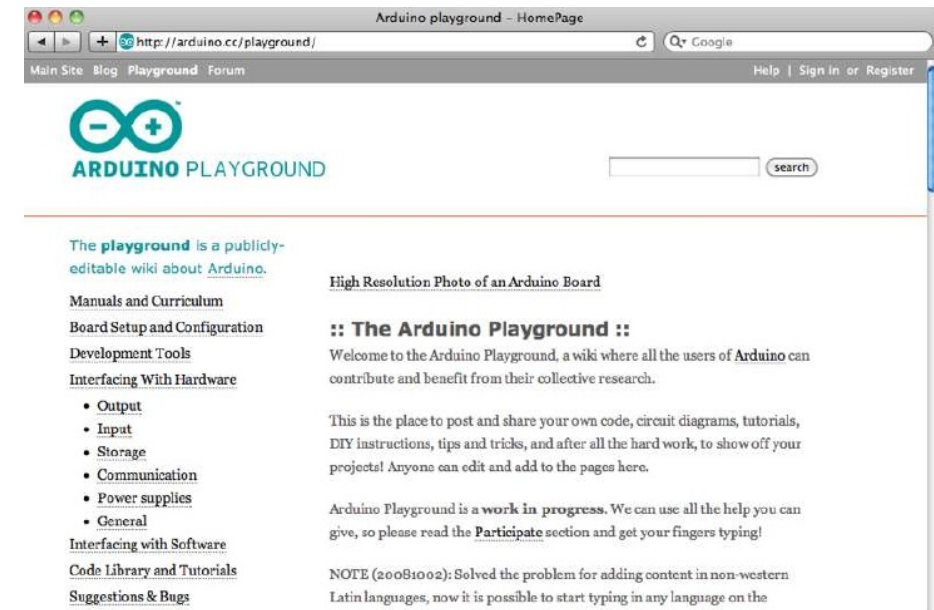 Arduino playground – HomePage
http://arduino.cc/playground/
Google
Main Site Blog Playground Forum
Help | Sign in or Register
TM
ARDUINO PLAYGROUND
search
The playground is a publicly-
editable wiki about Arduino.
Manuals and Curriculum
Board Setup and Configuration
Development Tools
Interfacing With Hardware
• Output
• Input
• Storage
• Communication
• Power supplies
• General
Interfacing with Software
Code Library and Tutorials
Suggestions & Bugs
High Resolution Photo of an Arduino Board
:: The Arduino Playground ::
Welcome to the Arduino Playground, a wiki where all the users of Arduino can
contribute and benefit from their collective research.
This is the place to post and share your own code, circuit diagrams, tutorials,
DIY instructions, tips and tricks, and after all the hard work, to show off your
projects! Anyone can edit and add to the pages here.
Arduino Playground is a work in progress. We can use all the help you can
give, so please read the Participate section and get your fingers typing!
NOTE (20081002): Solved the problem for adding content in non-western
Latin languages, now it is possible to start typing in any language on the